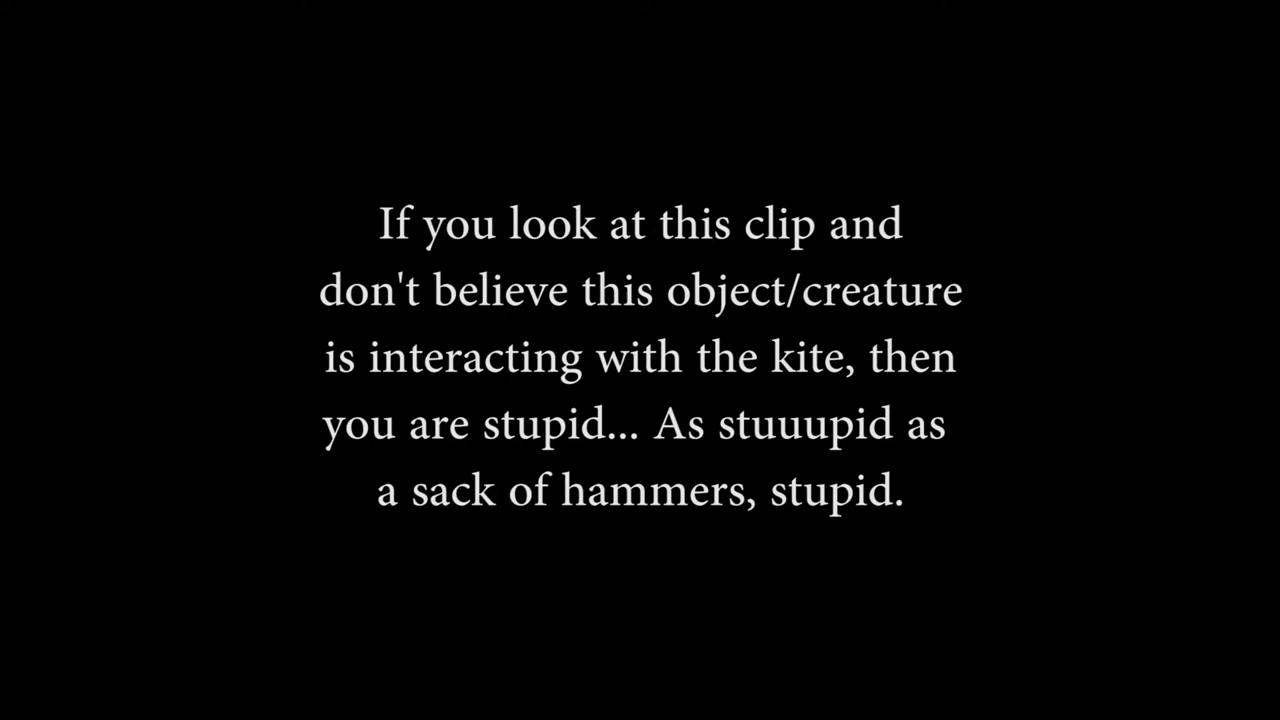 If you look at this clip and
don't believe this object/creature
is interacting with the kite, then
you are stupid... As stuuupid as
a sack of hammers, stupid.